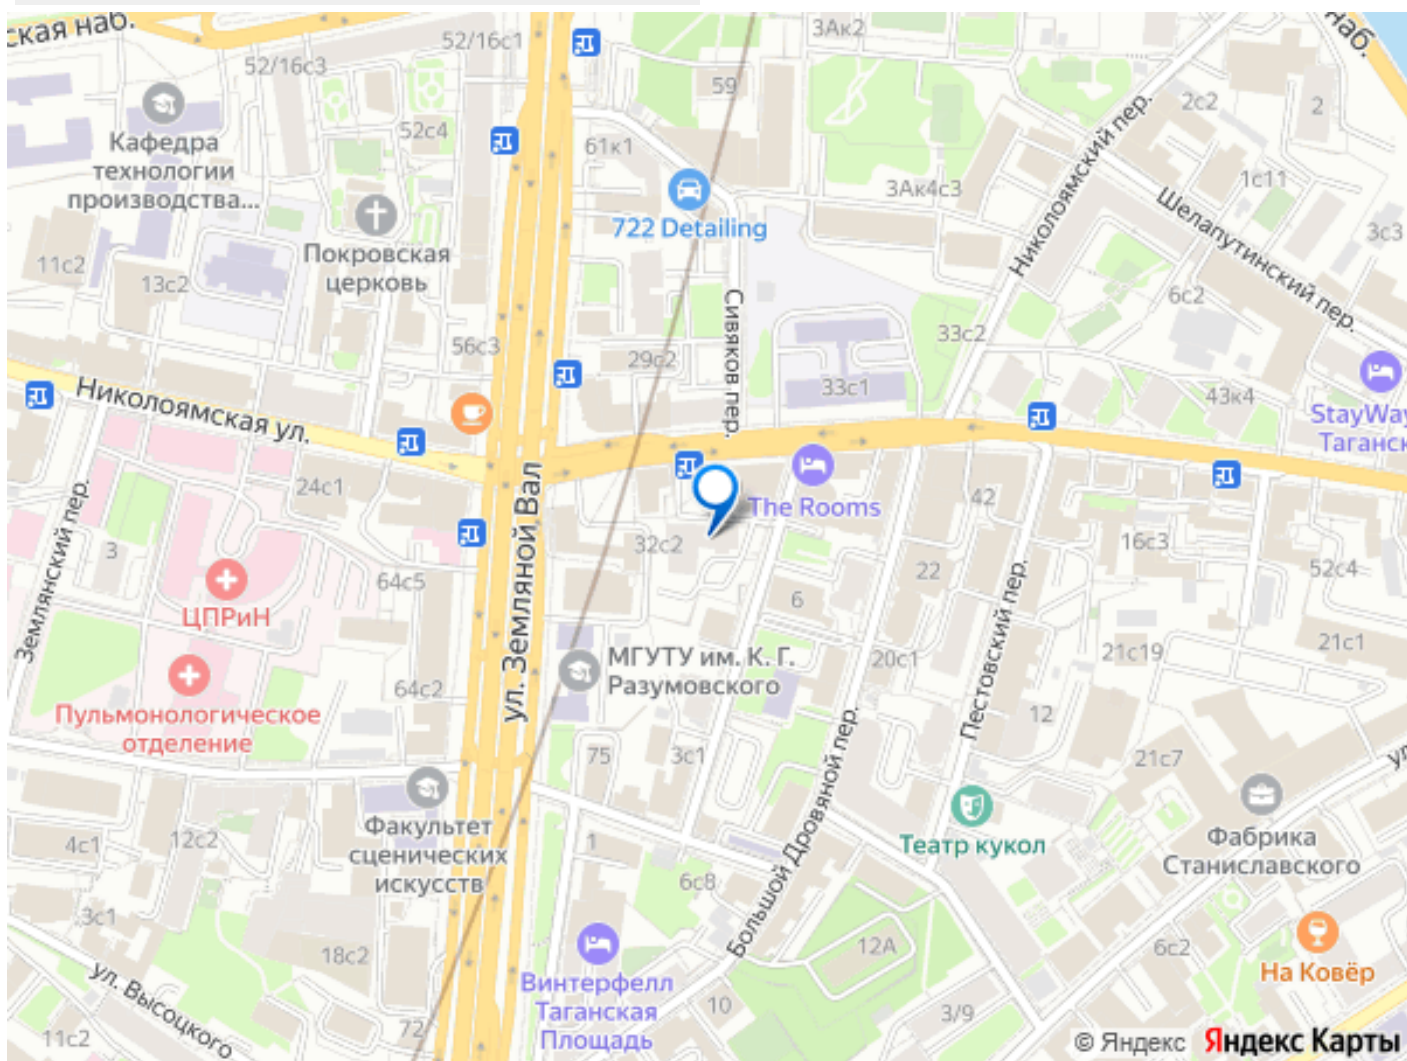 ская наб.
52/16с1
3Ак2
наб.
52/16с3
59
2с2
2
Кафедра
технологии
производства...
52с4
61к1
Николоямский пер.
1с11
3Ак4с3
722 Detailing
Шелапутинский пер.
3с3
Покровская
церковь
11с2
13с2
Сивяков пер.
6с2
33с2
56с3
29с2
33с1
43к4
Николоямская ул.
StayWay
Таганск
24с1
ул. Земляной Вал
The Rooms
42
Землянский пер.
3
32с2
16с3
52с4
64с5
22
ЦПРиН
6
Пестовский пер.
21с1
МГУТУ им. К. Г.
Разумовского
20с1
21с19
64с2
Пульмонологическое
отделение
12
75
3с1
Большой Дровяной пер.
21с7
ул
Факультет
сценических
искусств
4с1
12с2
1
Театр кукол
Фабрика
Станиславского
6с8
3с1
18с2
12А
6с2
На Ковёр
ул. Высоцкого
Винтерфелл
Таганская
Площадь
10
3/9
72
11с2
© Яндекс Яндекс Карты